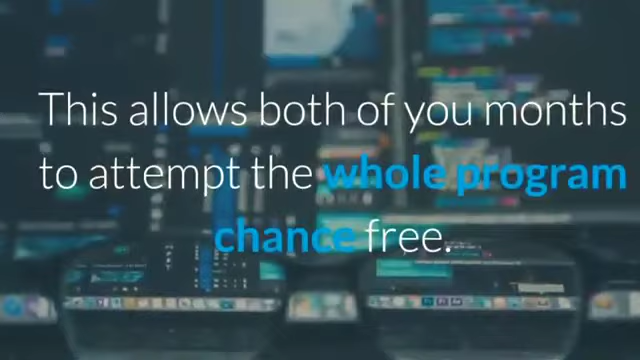 This allows both of you months
to attempt the whole program
chance free.